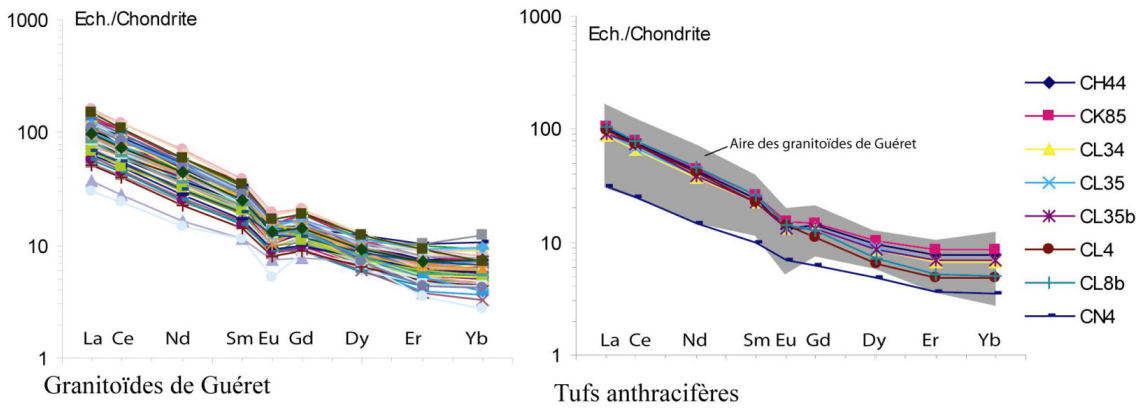 1000
Ech./Chondrite
100
10
1
La Ce Nd Sm Eu Gd Dy Er Yb
Granitoïdes de Guéret
1000
Ech./Chondrite
100
Aire des granitoïdes de Guéret
10
1
La Ce Nd Sm Eu Gd Dy Er Yb
Tufs anthracifères
CH44
CK85
CL34
CL35
CL35b
CL4
CL8b
CN4